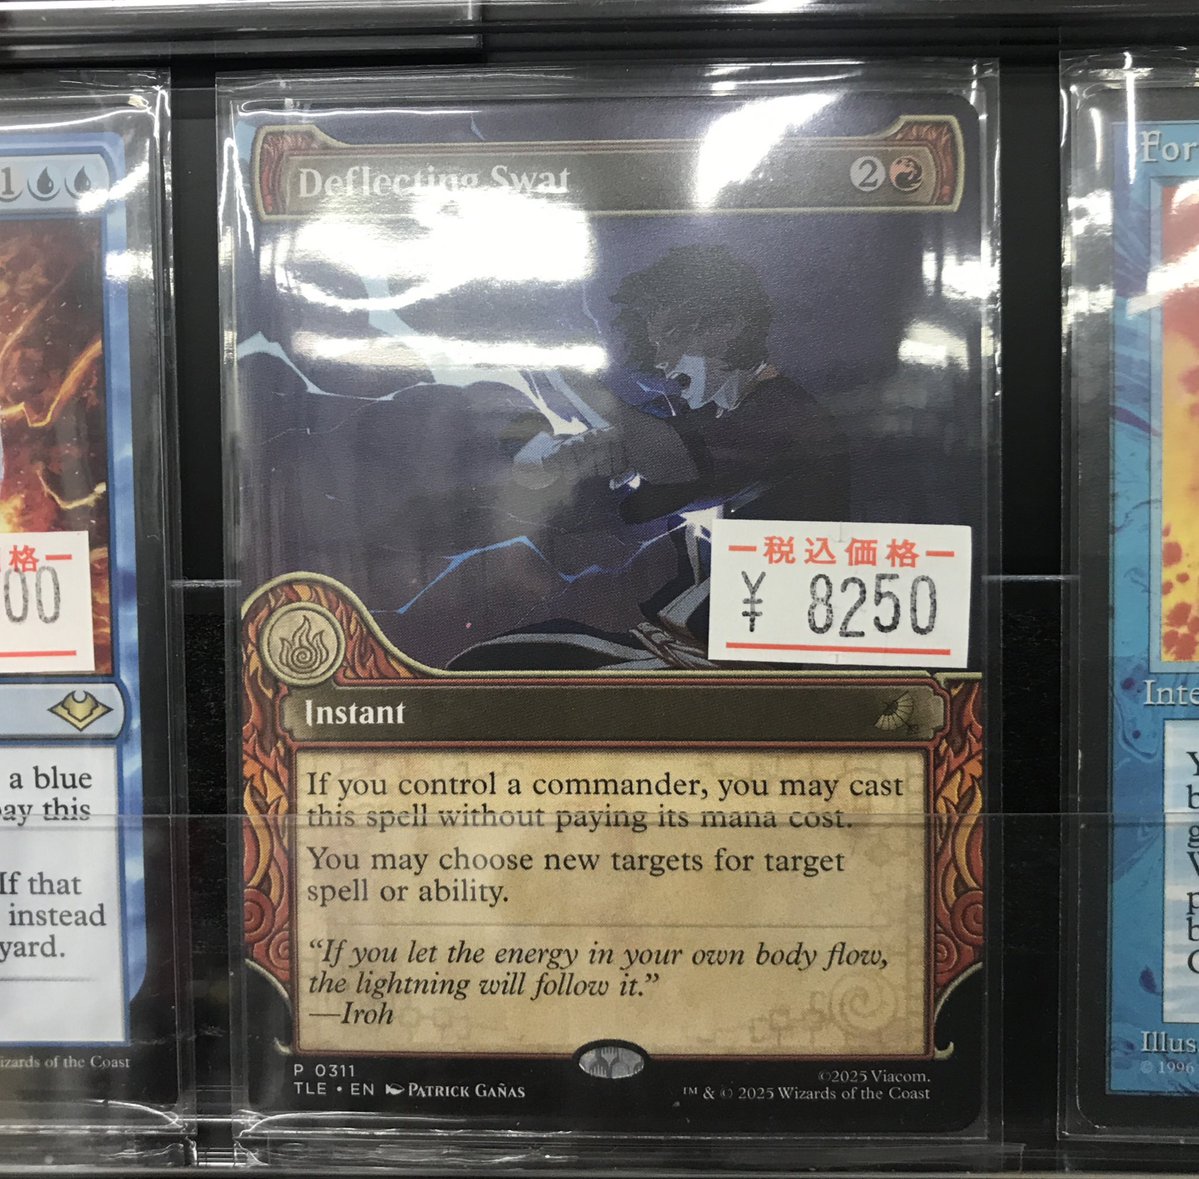 1
格
00
a blue
pay this
If that
instead
yard.
izards of the Coast
Deflecting Swat
2
税込価格
¥ 8250
Instant
If you control a commander, you may cast
this spell without paying its mana cost.
You may choose new targets for target
spell or ability.
“If you let the energy in your own body flow,
the lightning will follow it.”
—Iroh
P 0311
TLE • EN PATRICK GAÑAS
©2025 Viacom.
™ & © 2025 Wizards of the Coast
For
Inte
Illus
© 1996